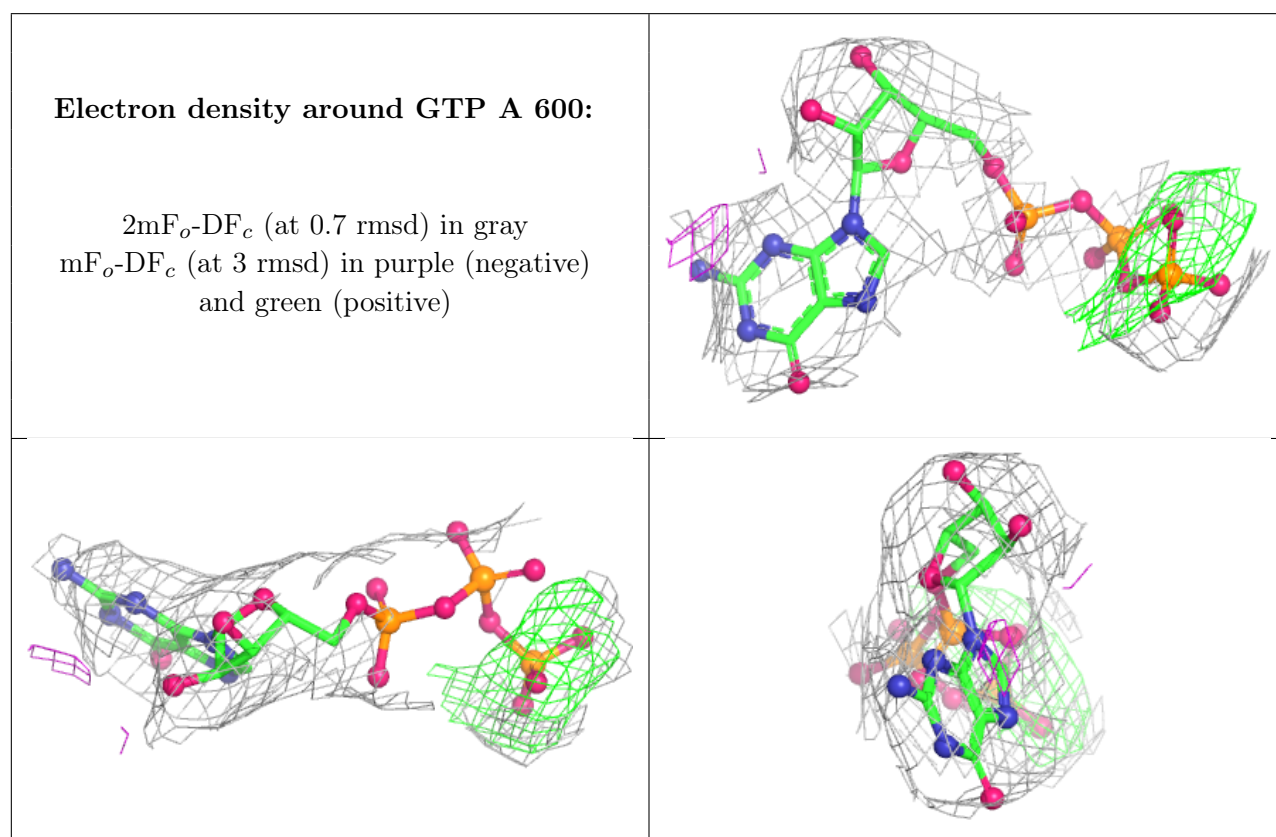 Electron density around GTP A 600:
2mFo-DFc (at 0.7 rmsd) in gray
mFo-DFc (at 3 rmsd) in purple (negative)
and green (positive)